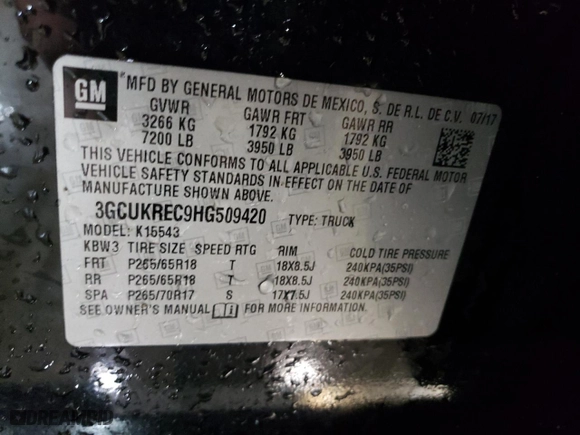 GM
MFD BY GENERAL MOTORS DE MEXICO, S. DE R.L. DE C.V. 07/17
GVWR GAWR FRT GAWR RR
3266 KG 1792 KG 1792 KG
7200 LB 3950 LB 3950 LB
THIS VEHICLE CONFORMS TO ALL APPLICABLE U.S. FEDERAL MOTOR
VEHICLE SAFETY STANDARDS IN EFFECT ON THE DATE OF
MANUFACTURE SHOWN ABOVE.
3GCUKREC9HG509420 TYPE: TRUCK
MODEL: K15543
KBW3 TIRE SIZE SPEED RTG RIM COLD TIRE PRESSURE
FRT P265/65R18 T 18X8.5J 240KPA(35PSI)
RR P265/65R18 T 18X8.5J 240KPA(35PSI)
SPA P265/70R17 S 17X7.5J 240KPA(35PSI)
SEE OWNER'S MANUAL FOR MORE INFORMATION.